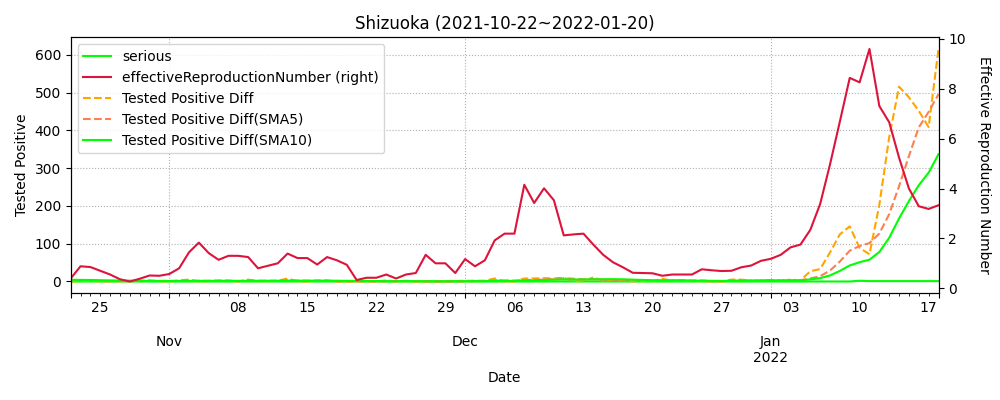 Shizuoka (2021-10-22~2022-01-20)
serious
effectiveReproductionNumber (right)
Tested Positive Diff
Tested Positive Diff(SMA5)
Tested Positive Diff(SMA10)
Tested Positive
600
500
400
300
200
100
0
Effective Reproduction Number
10
8
6
4
2
0
25 08 15 22 29 06 13 20 27 03 10 17
Nov Dec Jan
2022
Date